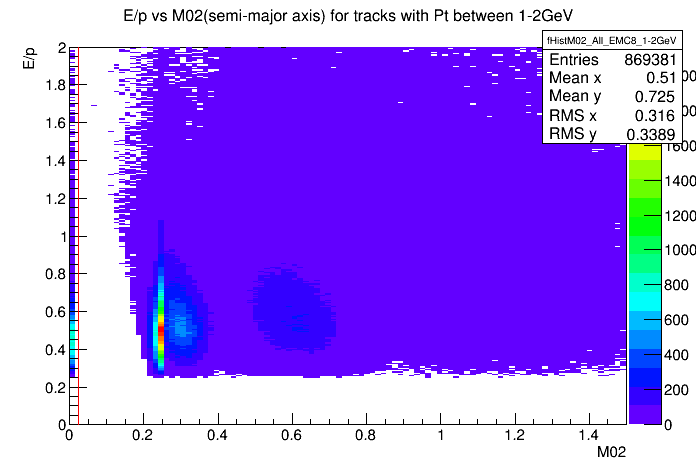 E/p vs M02(semi-major axis) for tracks with Pt between 1-2GeV
fHistM02_All_EMC8_1-2GeV
Entries 869381
Mean x 0.51
Mean y 0.725
RMS x 0.316
RMS y 0.3389
E/p
2
1.8
1.6
1.4
1.2
1
0.8
0.6
0.4
0.2
0
0 0.2 0.4 0.6 0.8 1 1.2 1.4
M02
1600
1400
1200
1000
800
600
400
200
0